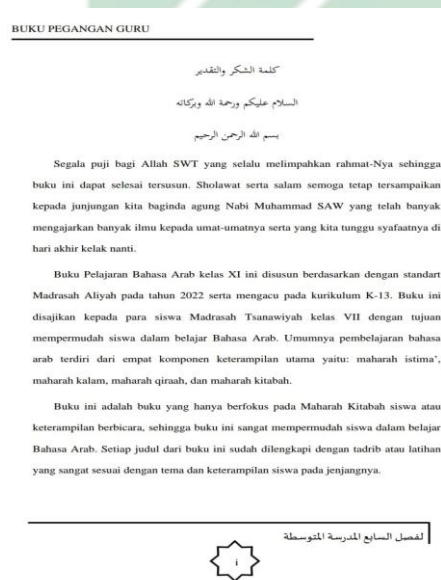 BUKU PEGANGAN GURU
كلمة الشكر والتقدير
السلام عليكم ورحمة الله وبركاته
بسم الله الرحمن الرحيم
Segala puji bagi Allah SWT yang selalu melimpahkan rahmat-Nya sehingga
buku ini dapat selesai tersusun. Sholawat serta salam semoga tetap tersampaikan
kepada junjungan kita baginda agung Nabi Muhammad SAW yang telah banyak
mengajarkan banyak ilmu kepada umat-umatnya serta yang kita tunggu syafaatnya di
hari akhir kelak nanti.
Buku Pelajaran Bahasa Arab kelas XI ini disusun berdasarkan dengan standart
Madrasah Aliyah pada tahun 2022 serta mengacu pada kurikulum K-13. Buku ini
disajikan kepada para siswa Madrasah Tsanawiyah kelas VII dengan tujuan
mempermudah siswa dalam belajar Bahasa Arab. Umumnya pembelajaran bahasa
arab terdiri dari empat komponen keterampilan utama yaitu: maharah istima',
maharah kalam, maharah qiraah, dan maharah kitabah.
Buku ini adalah buku yang hanya berfokus pada Maharah Kitabah siswa atau
keterampilan berbicara, sehingga buku ini sangat mempermudah siswa dalam belajar
Bahasa Arab. Setiap judul dari buku ini sudah dilengkapi dengan tadrib atau latihan
yang sangat sesuai dengan tema dan keterampilan siswa pada jenjangnya.
لفصل السابع المدرسة المتوسطة
i